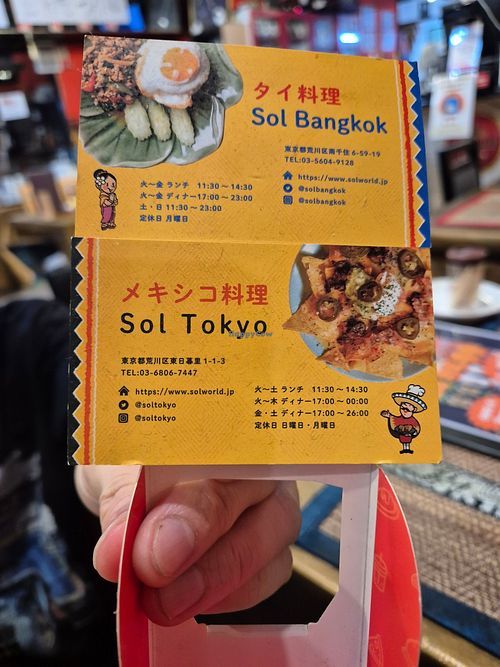 タイ料理
Sol Bangkok
東京都荒川区南千住 6-59-19
TEL:03-5604-9128
https://www.solworld.jp
@solbangkok
@solbangkok
火～金 ランチ 11:30～14:30
火～金 ディナー17:00～23:00
土・日 11:30～23:00
定休日 月曜日
メキシコ料理
Sol Tokyo
東京都荒川区東日暮里 1-1-3
TEL:03-6806-7447
https://www.solworld.jp
@soltokyo
@soltokyo
火～土 ランチ 11:30～14:30
火～木 ディナー17:00～00:00
金・土 ディナー17:00～26:00
定休日 日曜日・月曜日